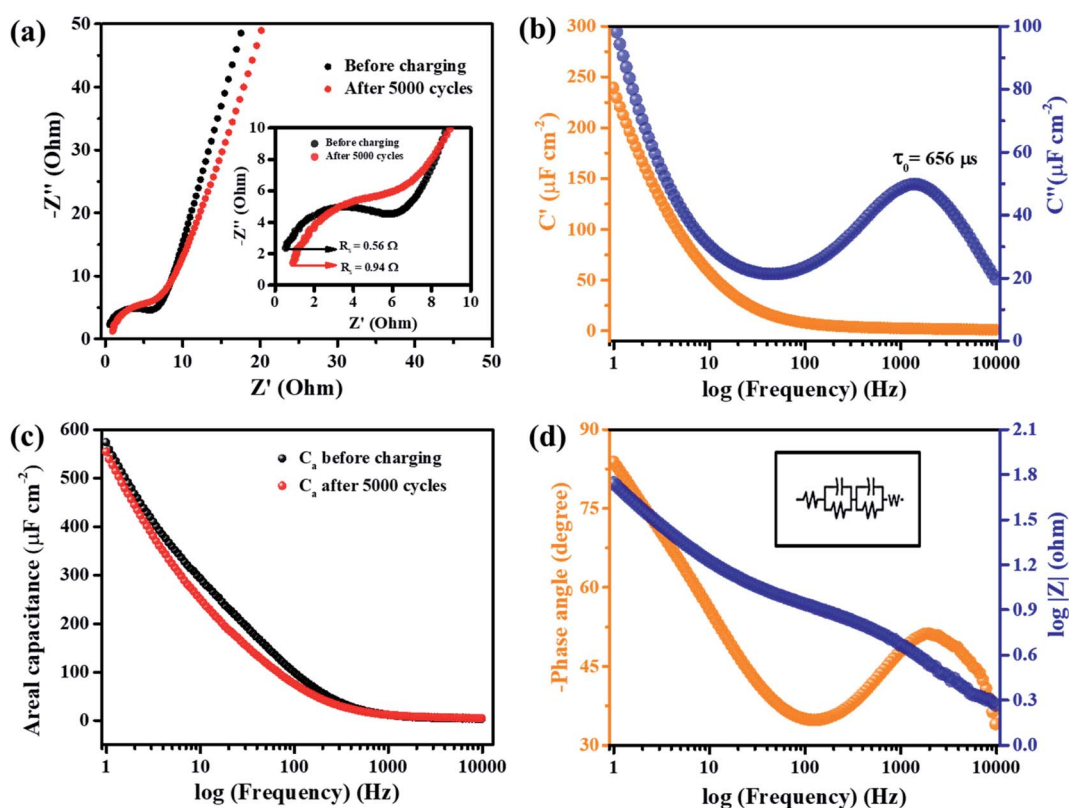 (a)
50
40
30
20
10
0
-Z'' (Ohm)
0 10 20 30 40 50
Z' (Ohm)
Before charging
After 5000 cycles
10
8
6
4
2
0
-Z'' (Ohm)
0 2 4 6 8 10
Z' (Ohm)
Before charging
After 5000 cycles
Rs = 0.56 Ω
Rs = 0.94 Ω
(b)
300
250
200
150
100
50
0
C' (μF cm-2)
100
80
60
40
20
0
C''(μF cm-2)
τ0= 656 μs
1 10 100 1000 10000
log (Frequency) (Hz)
(c)
600
500
400
300
200
100
0
Areal capacitance (μF cm-2)
Ca before charging
Ca after 5000 cycles
1 10 100 1000 10000
log (Frequency) (Hz)
(d)
90
75
60
45
30
-Phase angle (degree)
2.1
1.8
1.5
1.2
0.9
0.6
0.3
0.0
log |Z| (ohm)
W
1 10 100 1000 10000
log (Frequency) (Hz)